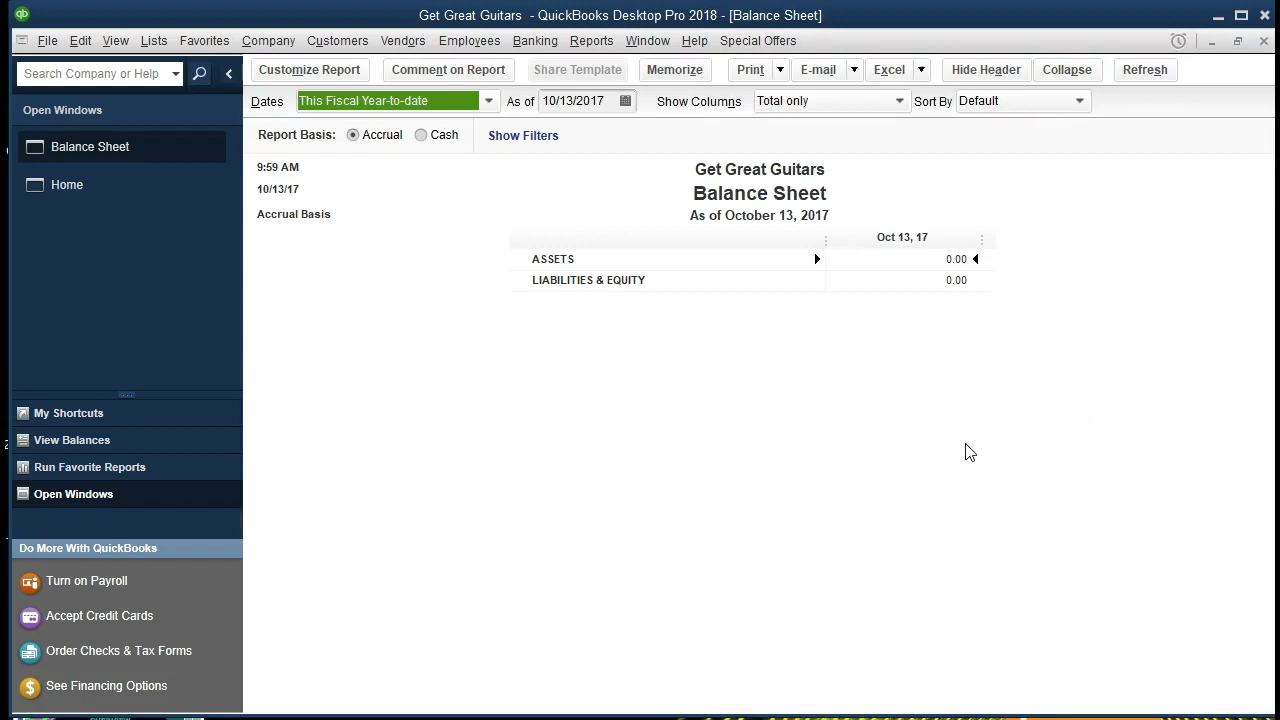 qb Get Great Guitars - QuickBooks Desktop Pro 2018 - [Balance Sheet]
File Edit View Lists Favorites Company Customers Vendors Employees Banking Reports Window Help Special Offers
Search Company or Help
Customize Report Comment on Report Share Template Memorize Print E-mail Excel Hide Header Collapse Refresh
Open Windows
Dates This Fiscal Year-to-date As of 10/13/2017 Show Columns Total only Sort By Default
Report Basis: Accrual Cash Show Filters
Balance Sheet
Home
9:59 AM
10/13/17
Accrual Basis
Get Great Guitars
Balance Sheet
As of October 13, 2017
Oct 13, 17
ASSETS 0.00
LIABILITIES & EQUITY 0.00
My Shortcuts
View Balances
Run Favorite Reports
Open Windows
Do More With QuickBooks
Turn on Payroll
Accept Credit Cards
Order Checks & Tax Forms
$ See Financing Options